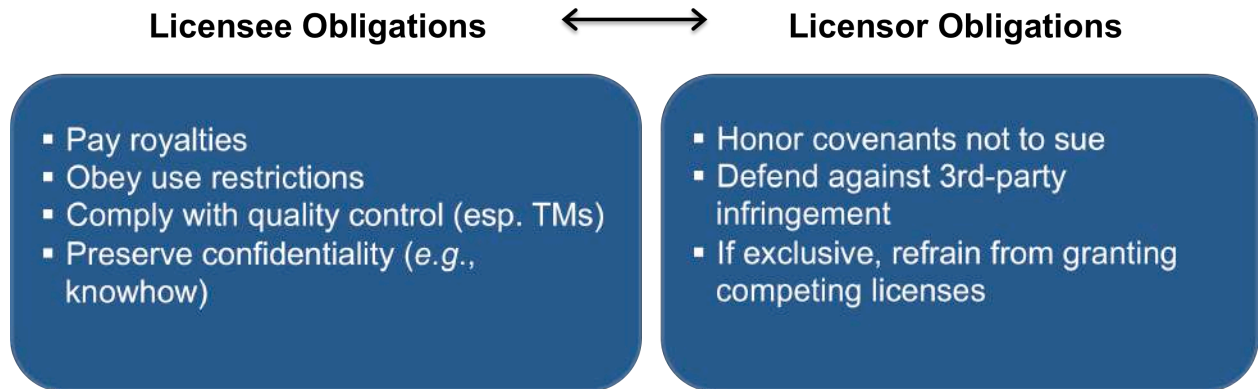 Licensee Obligations
Licensor Obligations
▪ Pay royalties
▪ Obey use restrictions
▪ Comply with quality control (esp. TMs)
▪ Preserve confidentiality (e.g.,
knowhow)
▪ Honor covenants not to sue
▪ Defend against 3rd-party
infringement
▪ If exclusive, refrain from granting
competing licenses